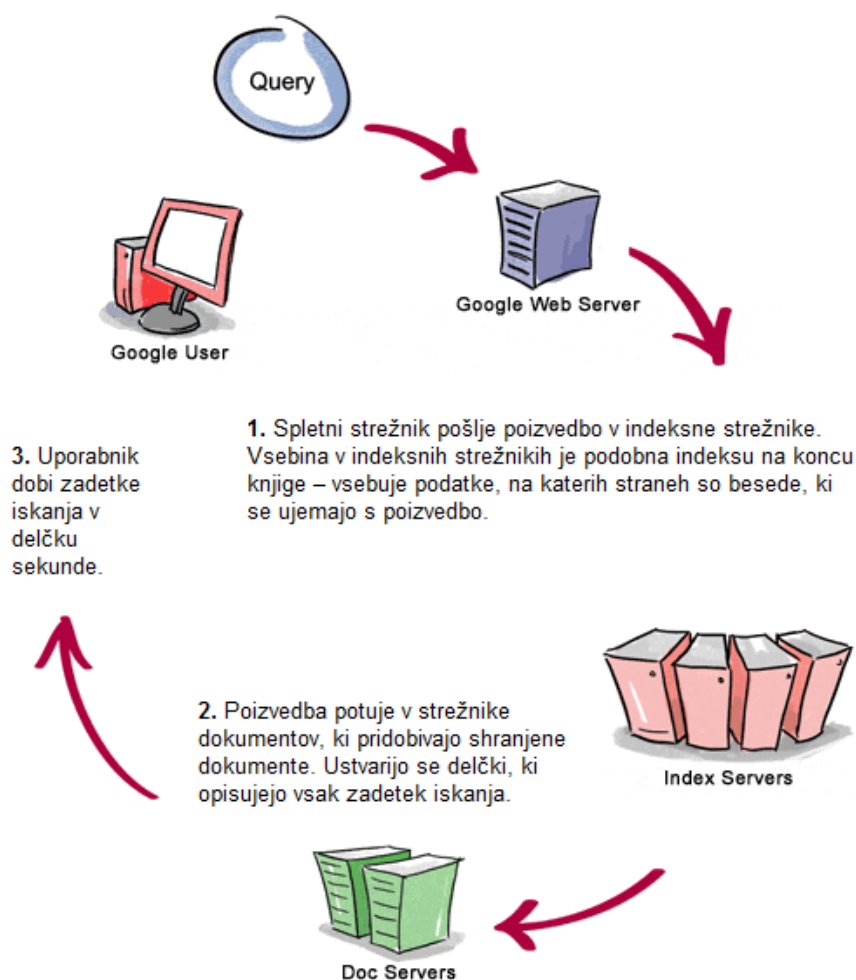 Query
Google Web Server
Google User
1. Spletni strežnik pošlje poizvedbo v indeksne strežnike.
Vsebina v indeksnih strežnikih je podobna indeksu na koncu
knjige – vsebuje podatke, na katerih straneh so besede, ki
se ujemajo s poizvedbo.
3. Uporabnik
dobi zadetke
iskanja v
delčku
sekunde.
Index Servers
2. Poizvedba potuje v strežnike
dokumentov, ki pridobivajo shranjene
dokumente. Ustvarijo se delčki, ki
opisujejo vsak zadetek iskanja.
Doc Servers